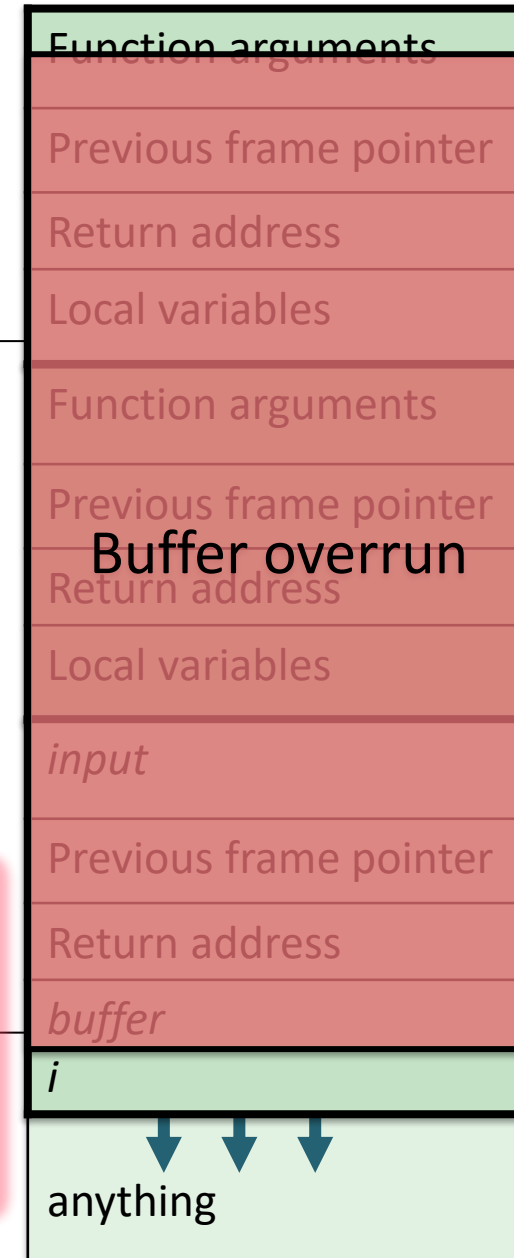 Function arguments
Previous frame pointer
Return address
Local variables
Function arguments
Previous frame pointer
Buffer overrun
Return address
Local variables
input
Previous frame pointer
Return address
buffer
i
anything